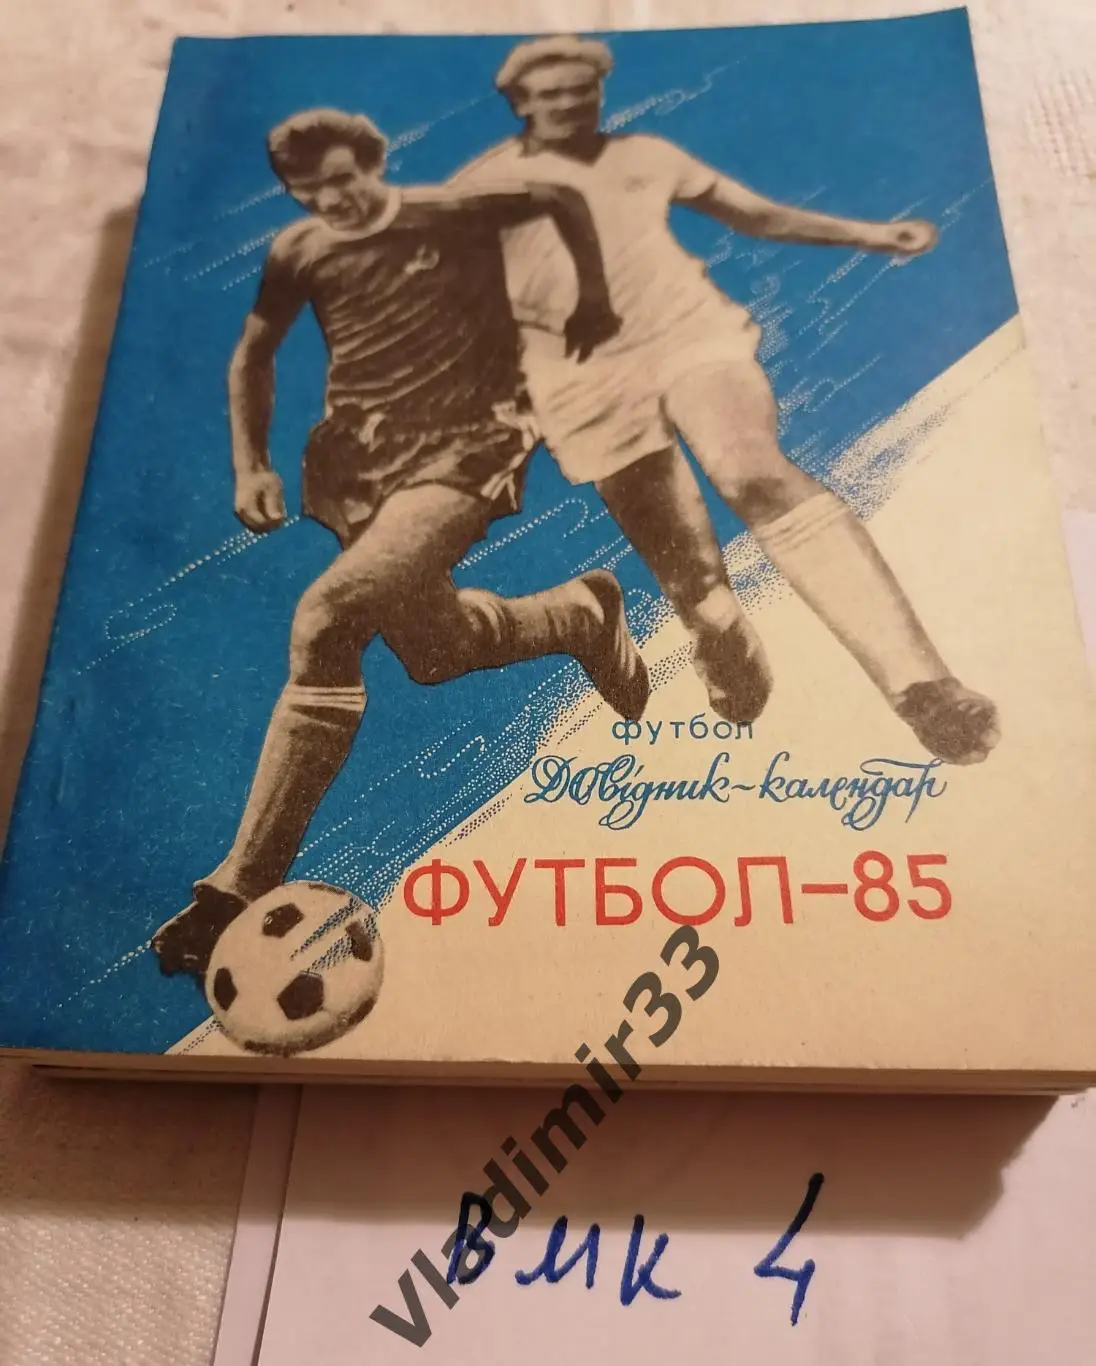 футбол
Довідник-календар
ФУТБОЛ-85
vladimir33
ВМК 4